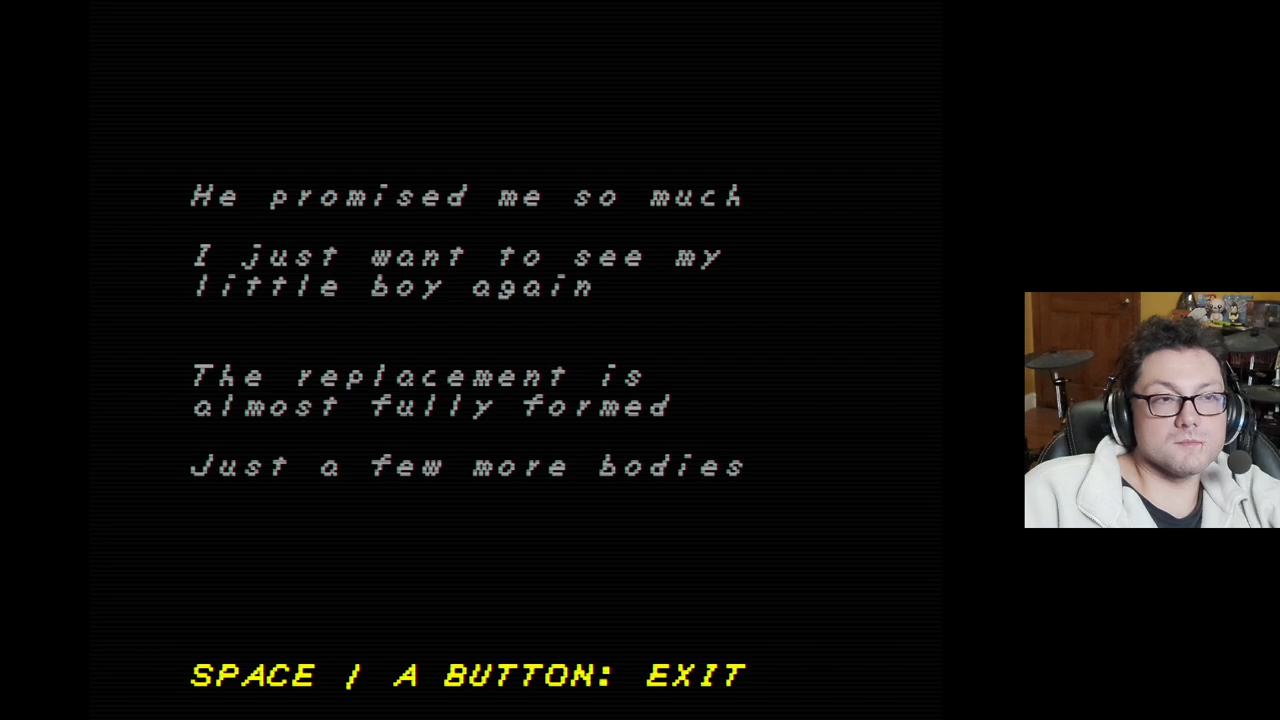 He promised me so much
I just want to see my
little boy again
The replacement is
almost fully formed
Just a few more bodies
SPACE / A BUTTON: EXIT